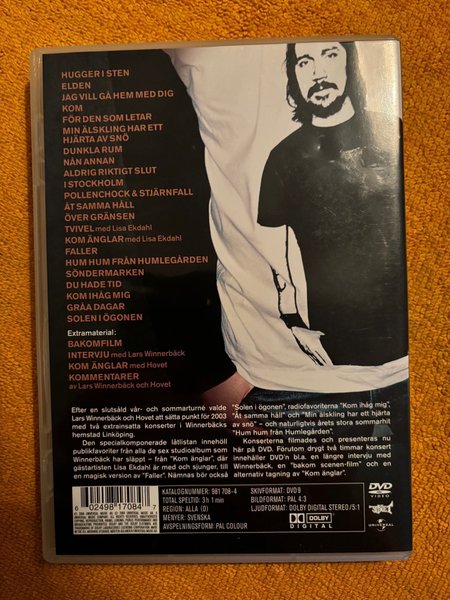 HUGGER I STEN
ELDEN
JAG VILL GÅ HEM MED DIG
KOM
FÖR DEN SOM LETAR
MIN ÄLSKLING HAR ETT
HJÄRTA AV SNÖ
DUNKLA RUM
NÅN ANNAN
ALDRIG RIKTIGT SLUT
I STOCKHOLM
POLLENCHOCK & STJÄRNFALL
ÅT SAMMA HÅLL
ÖVER GRÄNSEN
TVIVEL med Lisa Ekdahl
KOM ÄNGLAR med Lisa Ekdahl
FALLER
HUM HUM FRÅN HUMLEGÅRDEN
SÖNDERMARKEN
DU HADE TID
KOM IHÅG MIG
GRÅA DAGAR
SOLEN I ÖGONEN
Extramaterial:
BAKOMFILM
INTERVJU med Lars Winnerbäck
KOM ÄNGLAR med Hovet
KOMMENTARER
av Lars Winnerbäck och Hovet
Efter en slutsåld vår- och sommarturné valde
Lars Winnerbäck och Hovet att sätta punkt för 2003
med två extrainsatta konserter i Winnerbäcks
hemstad Linköping.
Den specialkomponerade låtlistan innehöll
publikfavoriter från alla de sex studioalbum som
Winnerbäck har släppt – från "Kom änglar", där
gästartisten Lisa Ekdahl är med och sjunger, till
en magisk version av "Faller". Nämnas bör också
"Solen i ögonen", radiofavoriterna "Kom ihåg mig",
"Åt samma håll" och "Min älskling har ett hjärta
av snö" – och naturligtvis årets stora sommarhit
"Hum hum från Humlegården".
Konserterna filmades och presenteras nu
här på DVD. Förutom drygt två timmar konsert
innehåller DVD'n bl.a. en längre intervju med
Winnerbäck, en "bakom scenen-film" och en
alternativ tagning av "Kom änglar".
6 02498 17084 7
KATALOGNUMMER: 981 708-4
TOTAL SPELTID: 3 h 1 min
REGION: ALLA (0)
MENYER: SVENSKA
AVSPELNINGSFORM: PAL COLOUR
SKIVFORMAT: DVD 9
BILDFORMAT: PAL 4:3
LJUDFORMAT: DOLBY DIGITAL STEREO / 5:1
DOLBY
DIGITAL
DVD
VIDEO
UNIVERSAL